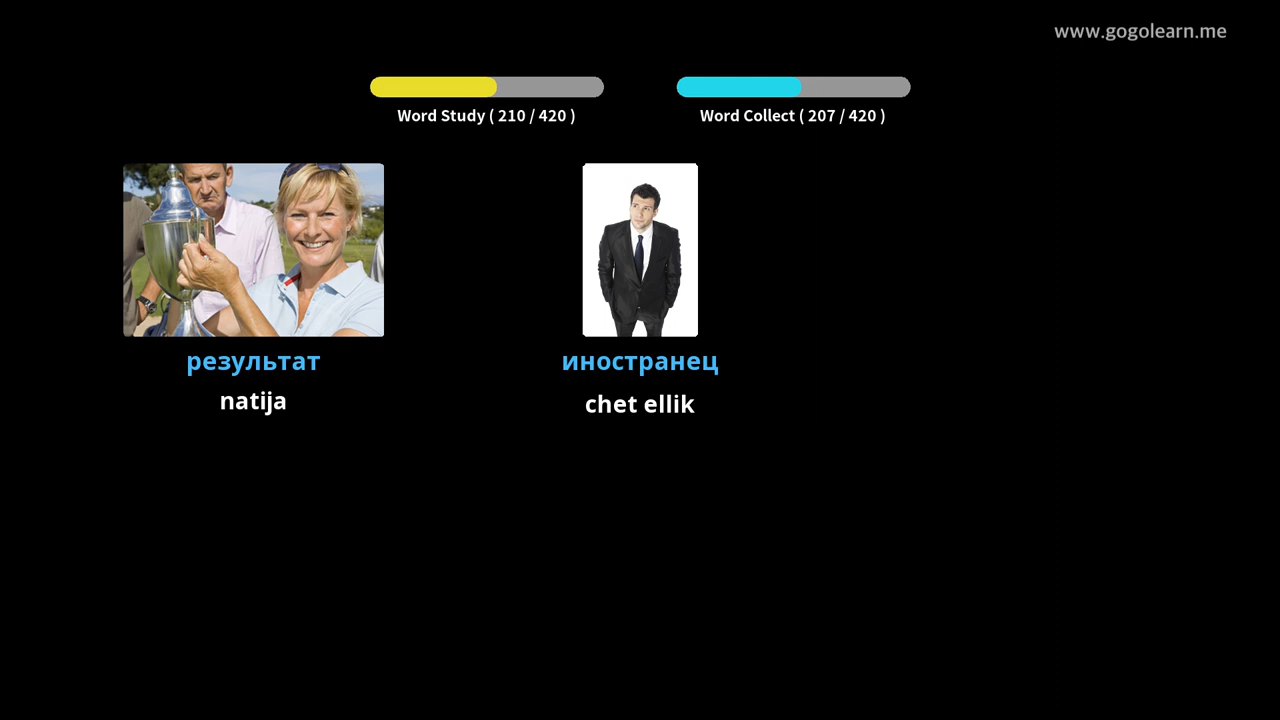 www.gogolearn.me
Word Study ( 210 / 420 )
Word Collect ( 207 / 420 )
результат
natija
иностранец
chet ellik